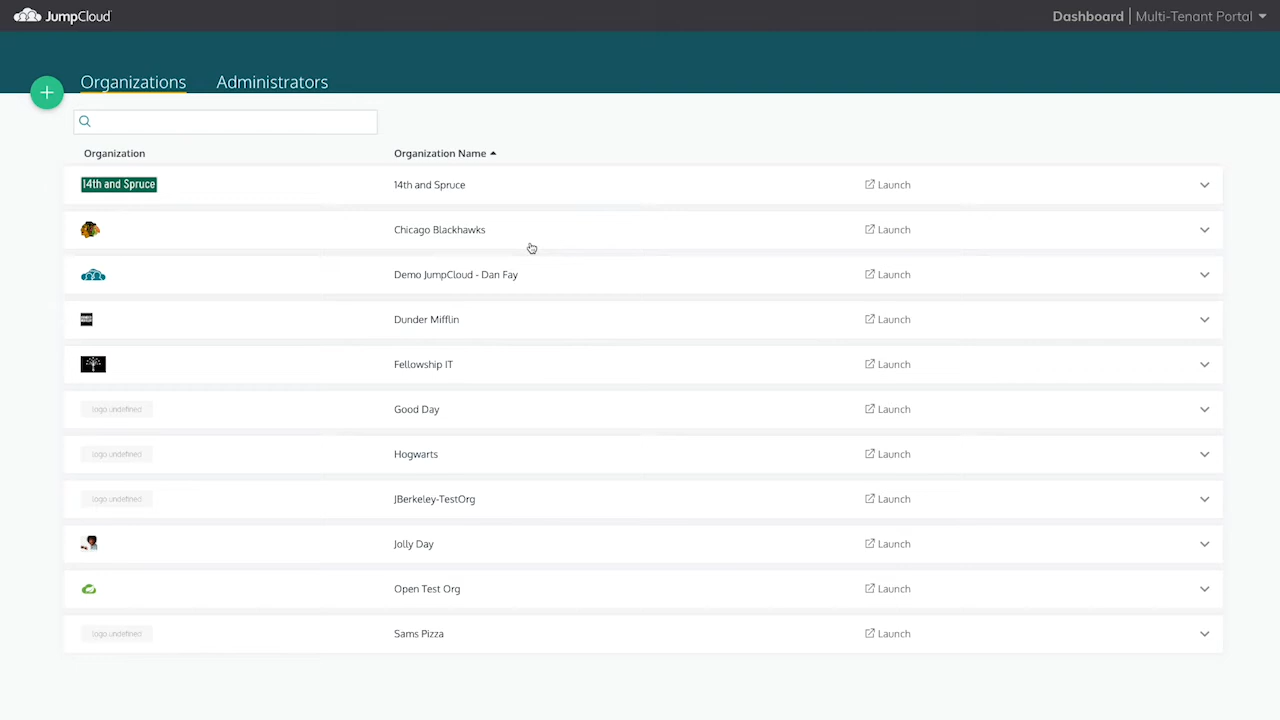 JumpCloud
Dashboard | Multi-Tenant Portal
Organizations Administrators
Organization Organization Name
14th and Spruce 14th and Spruce Launch
Chicago Blackhawks Launch
Demo JumpCloud - Dan Fay Launch
Dunder Mifflin Launch
Fellowship IT Launch
logo undefined Good Day Launch
logo undefined Hogwarts Launch
logo undefined JBerkeley-TestOrg Launch
Jolly Day Launch
Open Test Org Launch
logo undefined Sams Pizza Launch